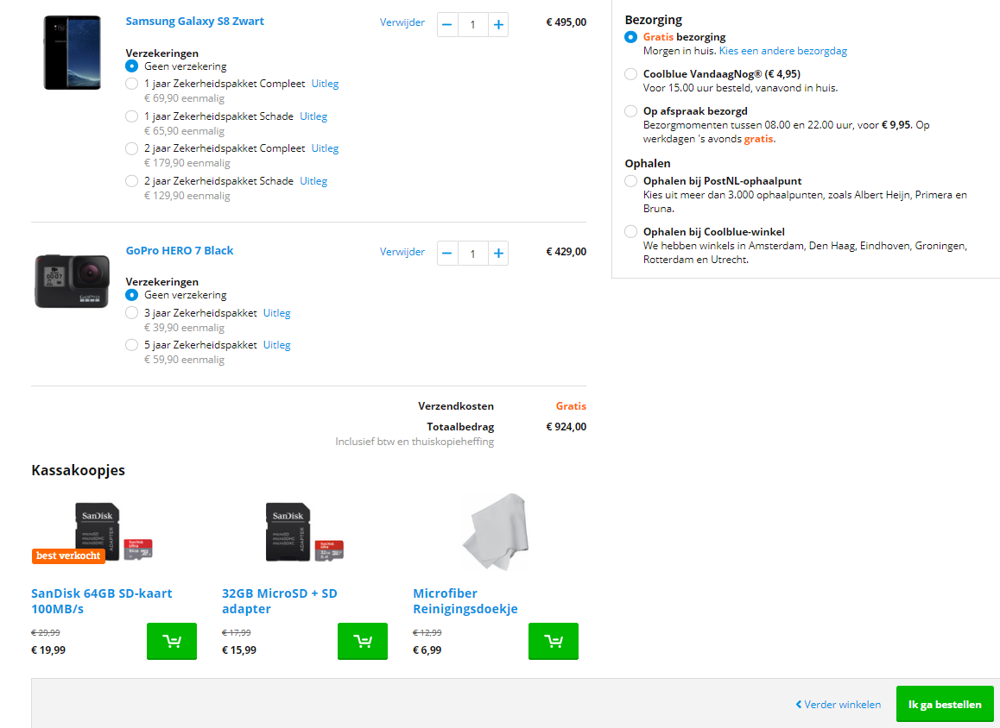 Samsung Galaxy S8 Zwart
Verwijder
1
€ 495,00
Verzekeringen
Geen verzekering
1 jaar Zekerheidspakket Compleet Uitleg
€ 69,90 eenmalig
1 jaar Zekerheidspakket Schade Uitleg
€ 65,90 eenmalig
2 jaar Zekerheidspakket Compleet Uitleg
€ 179,90 eenmalig
2 jaar Zekerheidspakket Schade Uitleg
€ 129,90 eenmalig
GoPro HERO 7 Black
Verwijder
1
€ 429,00
Verzekeringen
Geen verzekering
3 jaar Zekerheidspakket Uitleg
€ 39,90 eenmalig
5 jaar Zekerheidspakket Uitleg
€ 59,90 eenmalig
GoPro
Verzendkosten Gratis
Totaalbedrag € 924,00
Inclusief btw en thuiskopieheffing
Bezorging
Gratis bezorging
Morgen in huis. Kies een andere bezorgdag
Coolblue VandaagNog® (€ 4,95)
Voor 15.00 uur besteld, vanavond in huis.
Op afspraak bezorgd
Bezorgmomenten tussen 08.00 en 22.00 uur, voor € 9,95. Op
werkdagen 's avonds gratis.
Ophalen
Ophalen bij PostNL-ophaalpunt
Kies uit meer dan 3.000 ophaalpunten, zoals Albert Heijn, Primera en
Bruna.
Ophalen bij Coolblue-winkel
We hebben winkels in Amsterdam, Den Haag, Eindhoven, Groningen,
Rotterdam en Utrecht.
Kassakoopjes
SanDisk
ADAPTER
best verkocht
SanDisk 64GB SD-kaart
100MB/s
€ 29,99
€ 19,99
SanDisk
ADAPTER
32GB MicroSD + SD
adapter
€ 17,99
€ 15,99
Microfiber
Reinigingsdoekje
€ 12,99
€ 6,99
Verder winkelen
Ik ga bestellen